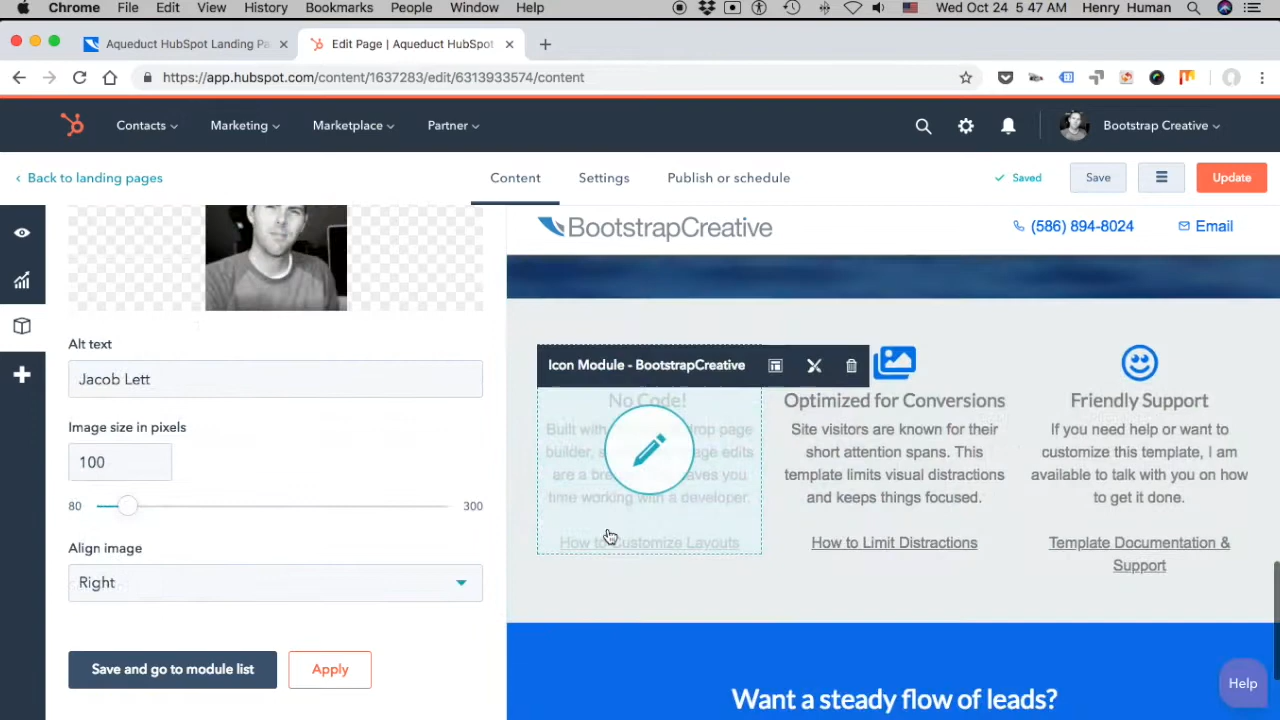 Chrome File Edit View History Bookmarks People Window Help Wed Oct 24 5:47 AM Henry Human
Aqueduct HubSpot Landing Pa
Edit Page | Aqueduct HubSpot
https://app.hubspot.com/content/1637283/edit/6313933574/content
Contacts Marketing Marketplace Partner Bootstrap Creative
Back to landing pages Content Settings Publish or schedule Saved Save Update
BootstrapCreative (586) 894-8024 Email
Alt text
Jacob Lett
Image size in pixels
100
80 300
Align image
Right
Save and go to module list Apply
Icon Module - BootstrapCreative
No Code!
Built with drop page
builder, age edits
are a bre aves you
time working with a developer.
How to Customize Layouts
Optimized for Conversions
Site visitors are known for their
short attention spans. This
template limits visual distractions
and keeps things focused.
How to Limit Distractions
Friendly Support
If you need help or want to
customize this template, I am
available to talk with you on how
to get it done.
Template Documentation &
Support
Want a steady flow of leads?
Help